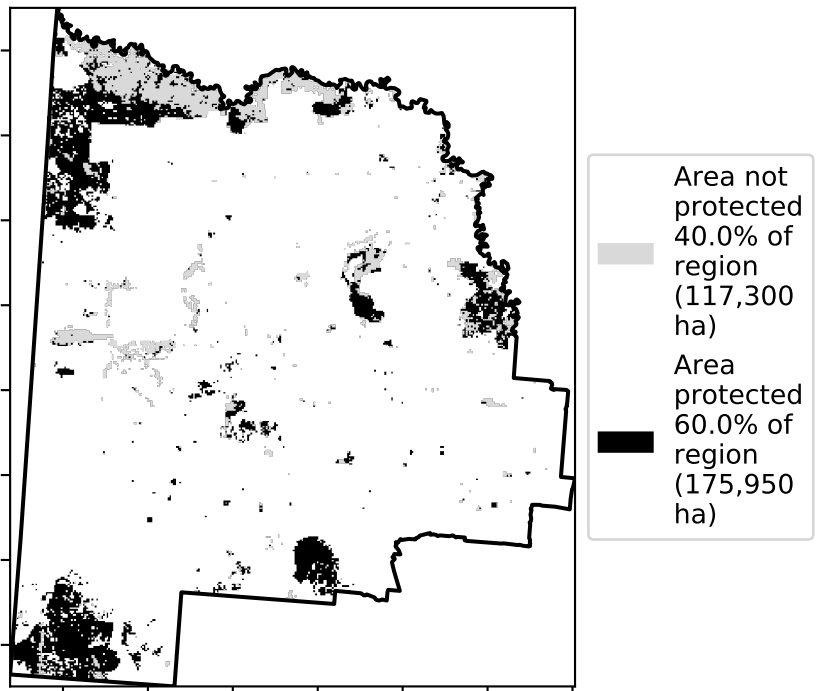 Area not
protected
40.0% of
region
(117,300
ha)
Area
protected
60.0% of
region
(175,950
ha)